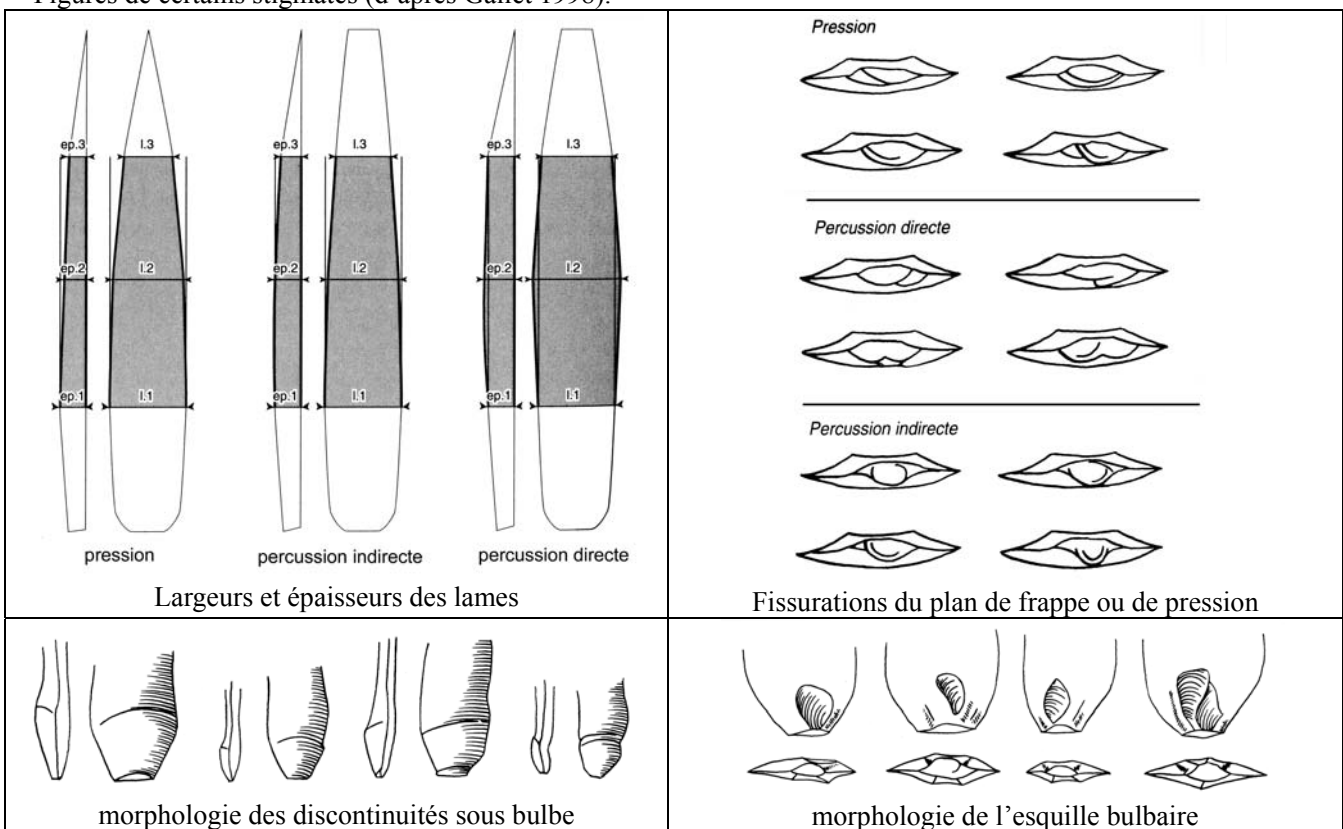 Figures de certains stigmates (d'après Gallet 1998).
ep.3 l.3 ep.3 l.3 ep.3 l.3
ep.2 l.2 ep.2 l.2 ep.2 l.2
ep.1 l.1 ep.1 l.1 ep.1 l.1
pression percussion indirecte percussion directe
Largeurs et épaisseurs des lames
Pression
Percussion directe
Percussion indirecte
Fissurations du plan de frappe ou de pression
morphologie des discontinuités sous bulbe
morphologie de l'esquille bulbaire